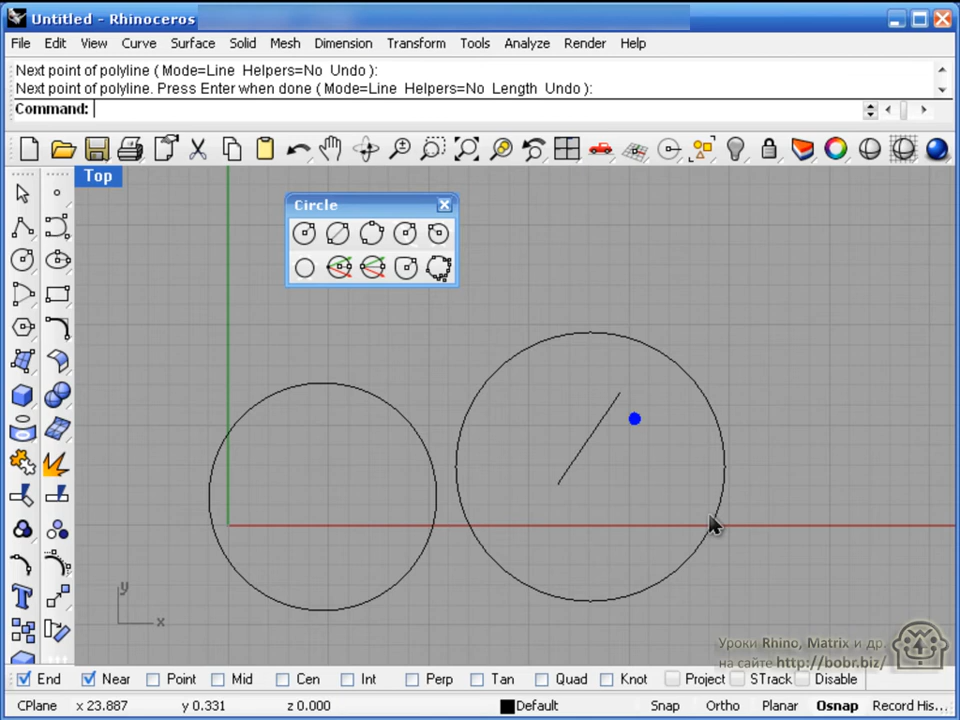 Untitled - Rhinoceros
File Edit View Curve Surface Solid Mesh Dimension Transform Tools Analyze Render Help
Next point of polyline ( Mode=Line Helpers=No Undo ):
Next point of polyline. Press Enter when done ( Mode=Line Helpers=No Length Undo ):
Command:
Top
Circle
y
x
Уроки Rhino, Matrix и др.
на сайте http://bobr.biz/
End Near Point Mid Cen Int Perp Tan Quad Knot Project STrack Disable
CPlane x 23.887 y 0.331 z 0.000 Default Snap Ortho Planar Osnap Record His...